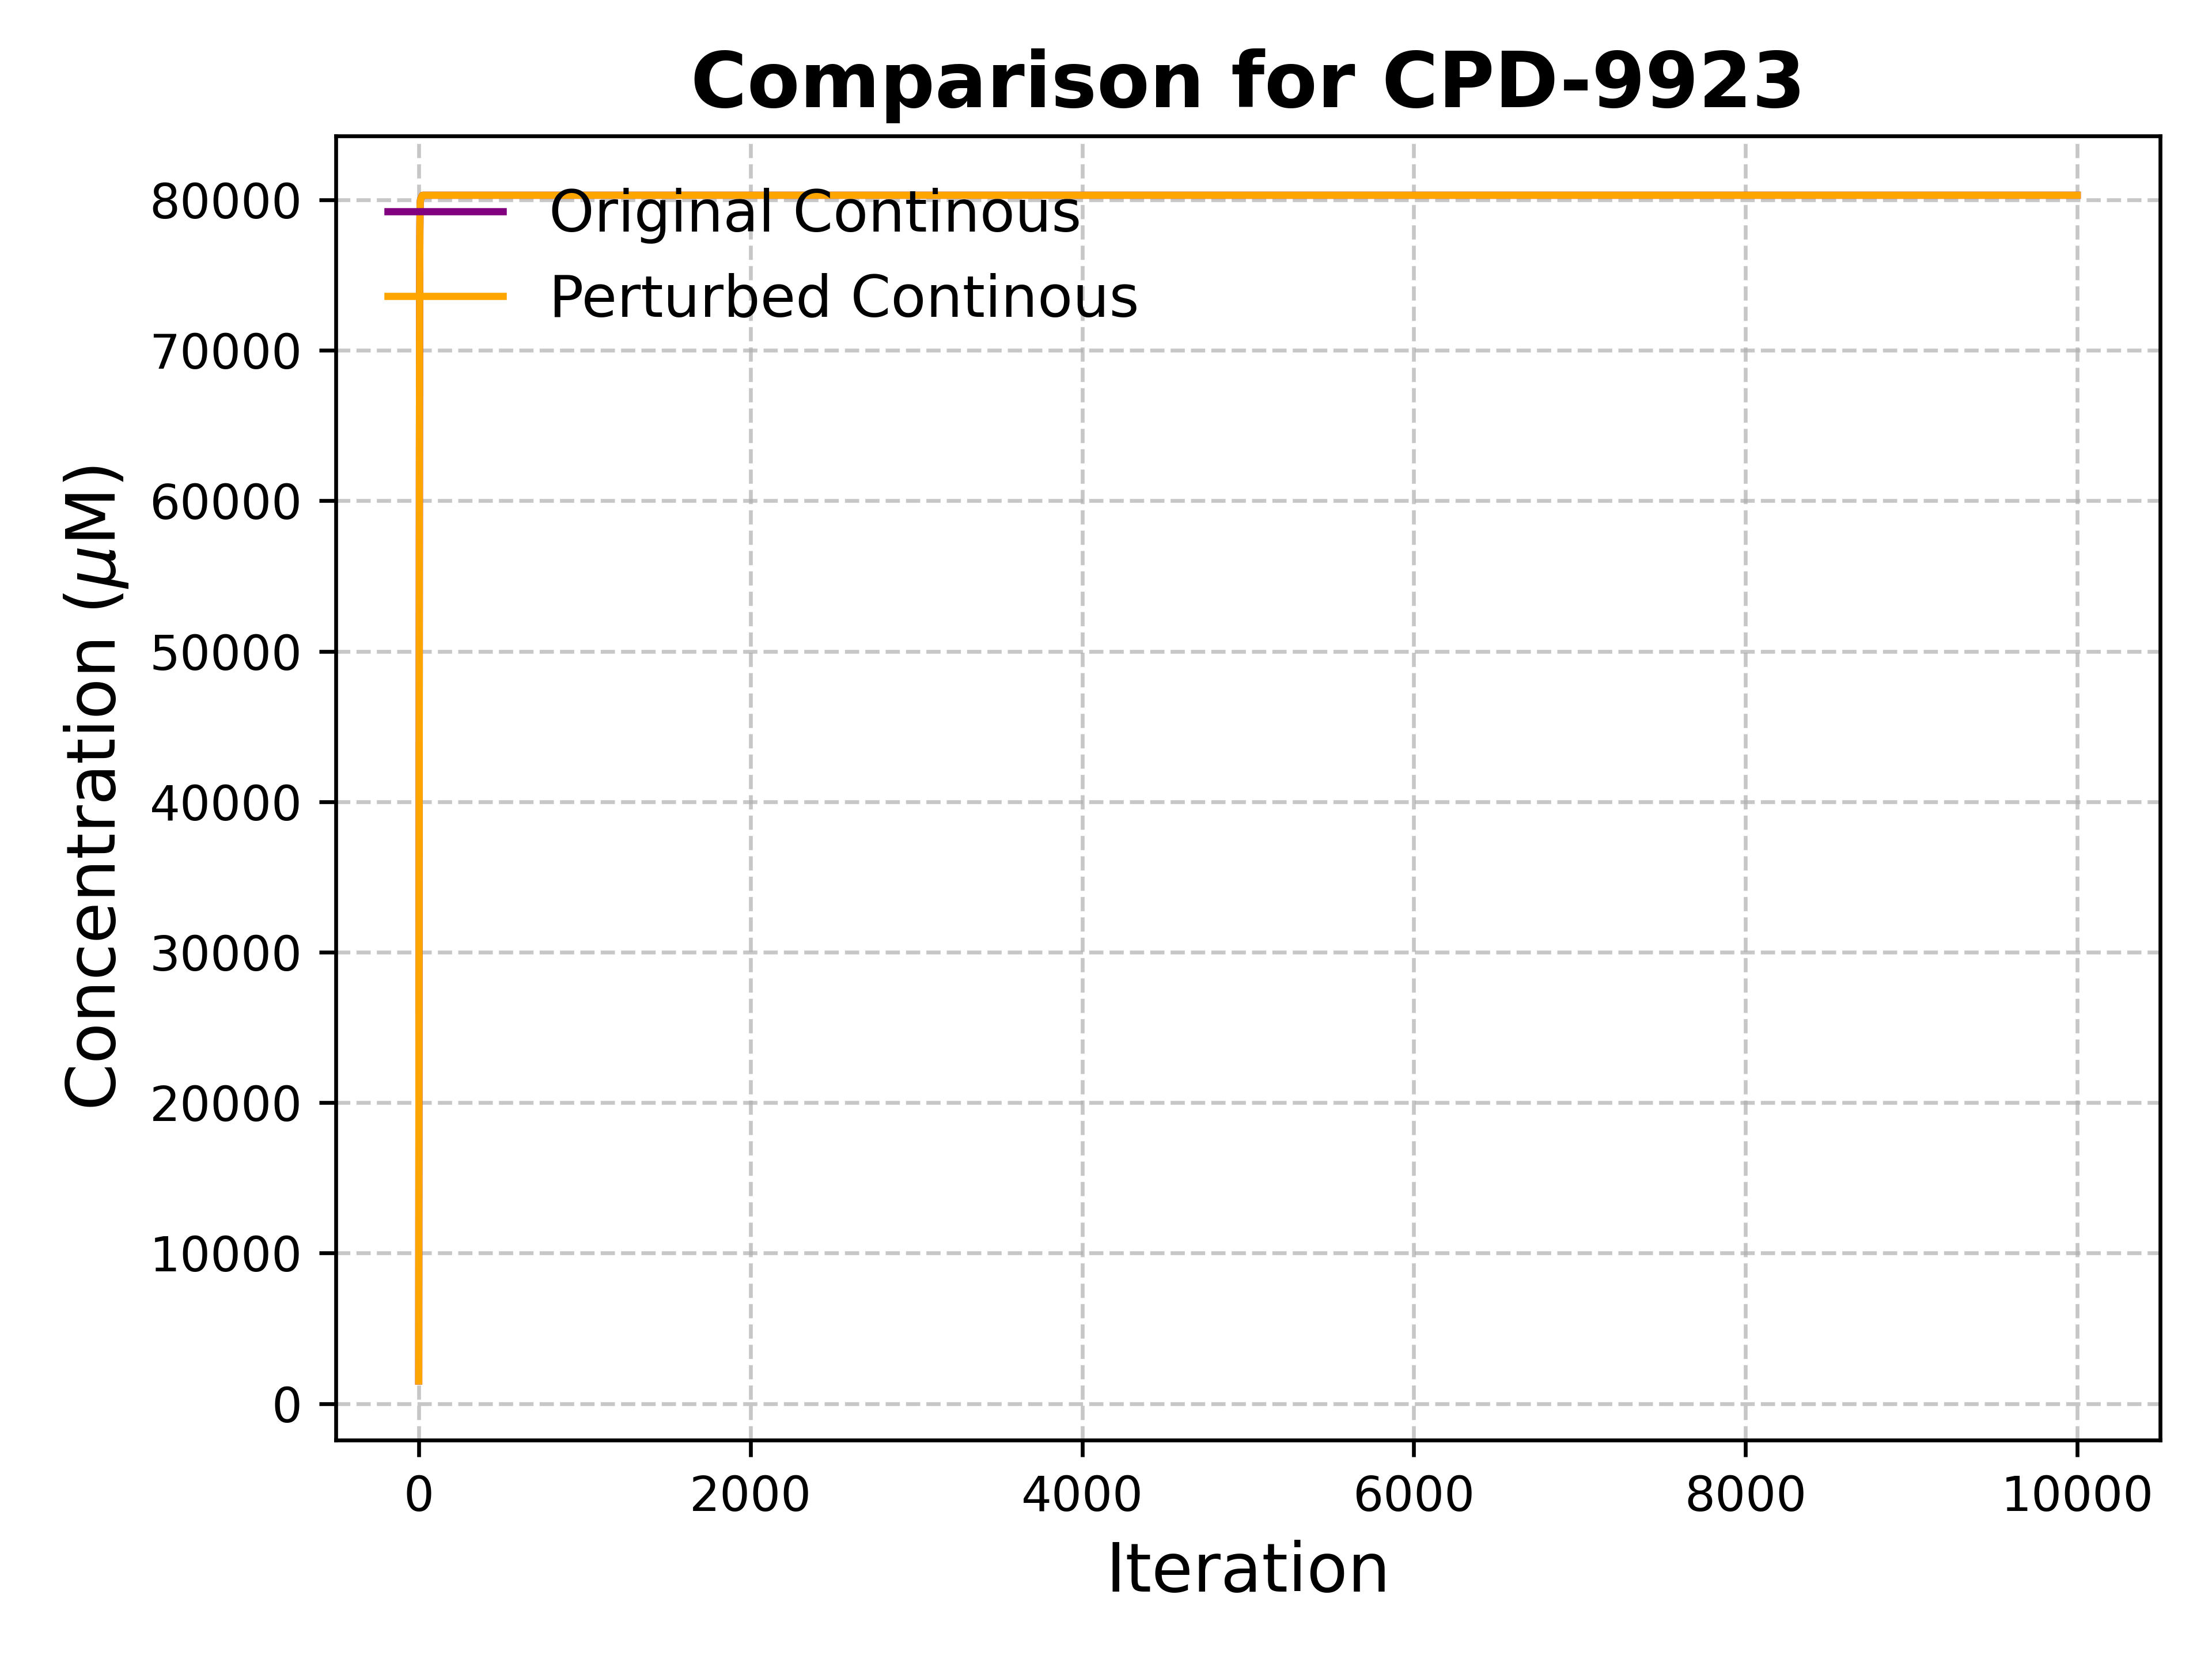 Comparison for CPD-9923
Concentration (μM)
80000
70000
60000
50000
40000
30000
20000
10000
0
Original Continous
Perturbed Continous
0 2000 4000 6000 8000 10000
Iteration